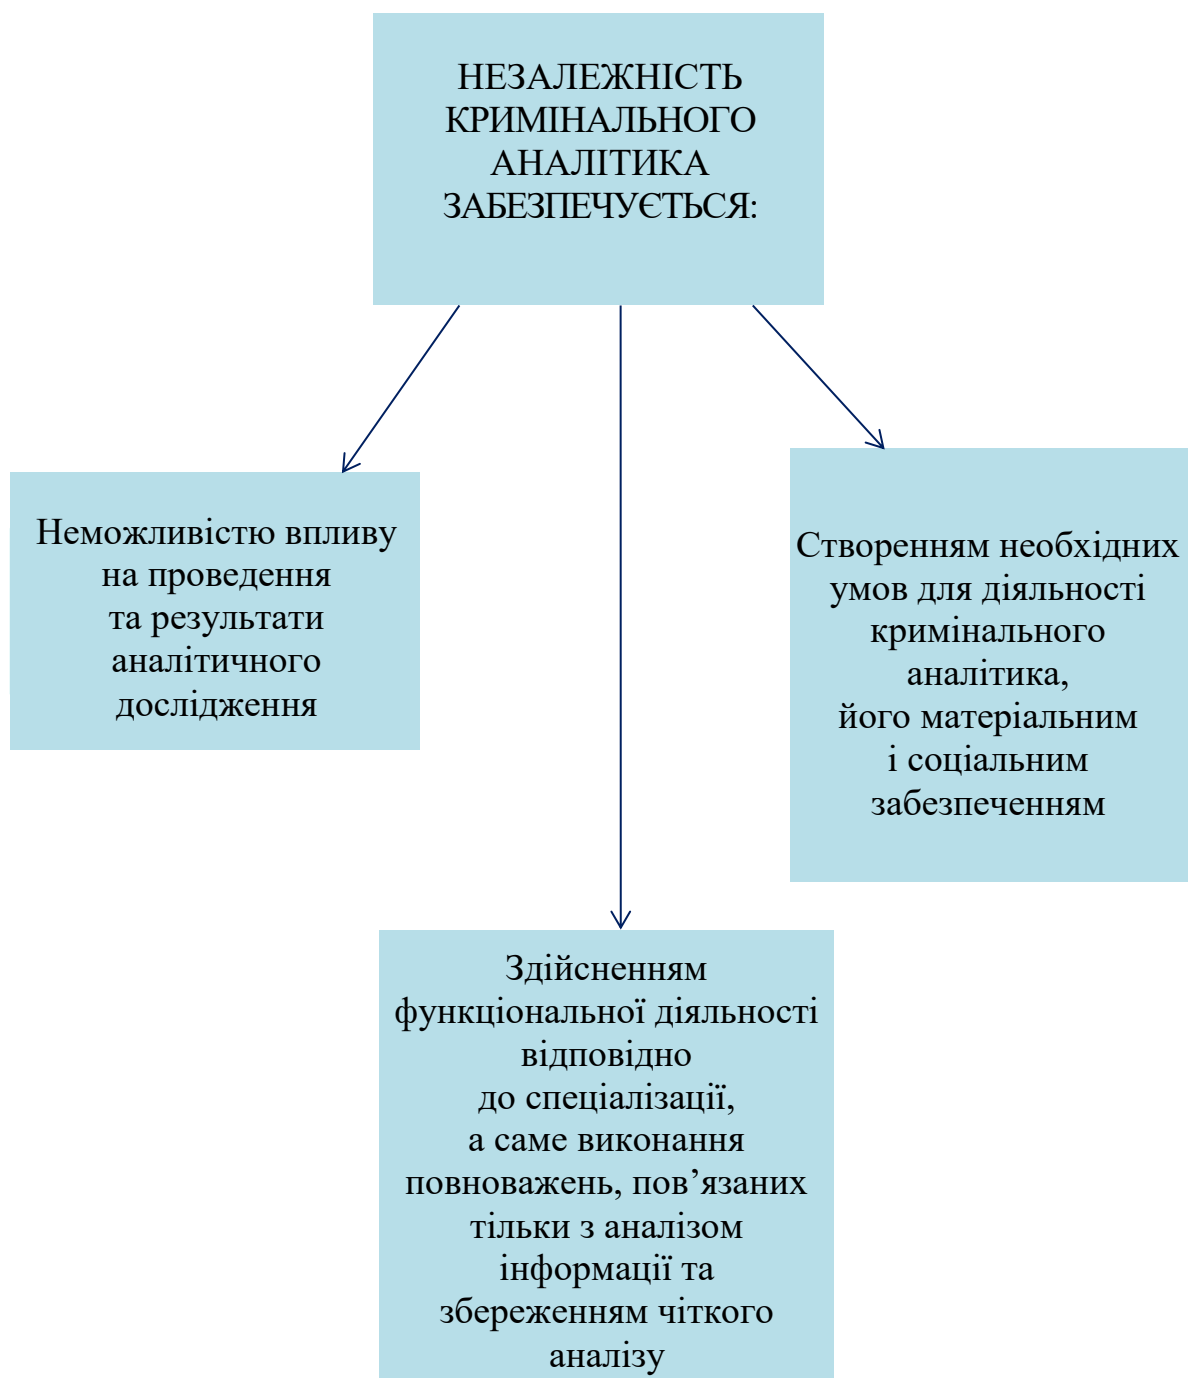 НЕЗАЛЕЖНІСТЬ
КРИМІНАЛЬНОГО
АНАЛІТИКА
ЗАБЕЗПЕЧУЄТЬСЯ:
Неможливістю впливу
на проведення
та результати
аналітичного
дослідження
Створенням необхідних
умов для діяльності
кримінального
аналітика,
його матеріальним
і соціальним
забезпеченням
Здійсненням
функціональної діяльності
відповідно
до спеціалізації,
а саме виконання
повноважень, пов’язаних
тільки з аналізом
інформації та
збереженням чіткого
аналізу